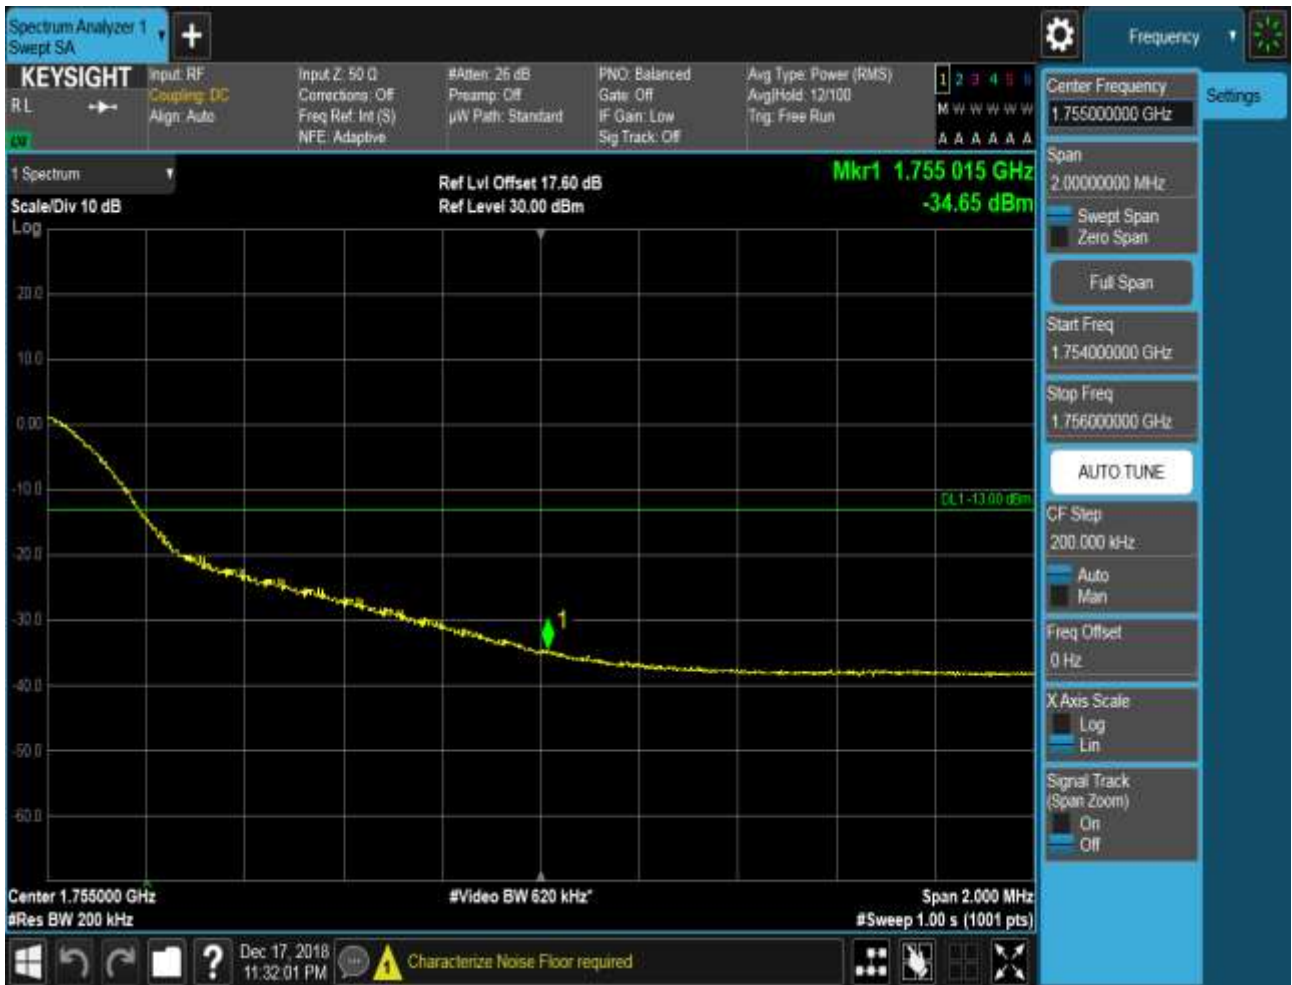 Spectrum Analyzer 1
Swept SA
+
Frequency
KEYSIGHT
RL
Input: RF
Coupling: DC
Align: Auto
Input Z: 50 Ω
Corrections: Off
Freq Ref: Int (S)
NFE: Adaptive
#Atten: 26 dB
Preamp: Off
µW Path: Standard
PNO: Balanced
Gate: Off
IF Gain: Low
Sig Track: Off
Avg Type: Power (RMS)
Avg|Hold: 12/100
Trig: Free Run
1 2 3 4 5 6
M W W W W W
A A A A A A
1 Spectrum
Scale/Div 10 dB
Log
Ref Lvl Offset 17.60 dB
Ref Level 30.00 dBm
Mkr1 1.755 015 GHz
-34.65 dBm
20.0
10.0
0.00
-10.0
-20.0
-30.0
-40.0
-50.0
-60.0
DL1 -13.00 dBm
1
Center 1.755000 GHz
#Res BW 200 kHz
#Video BW 620 kHz*
Span 2.000 MHz
#Sweep 1.00 s (1001 pts)
Center Frequency
1.755000000 GHz
Settings
Span
2.00000000 MHz
Swept Span
Zero Span
Full Span
Start Freq
1.754000000 GHz
Stop Freq
1.756000000 GHz
AUTO TUNE
CF Step
200.000 kHz
Auto
Man
Freq Offset
0 Hz
X Axis Scale
Log
Lin
Signal Track
(Span Zoom)
On
Off
?
Dec 17, 2018
11:32:01 PM
1
Characterize Noise Floor required